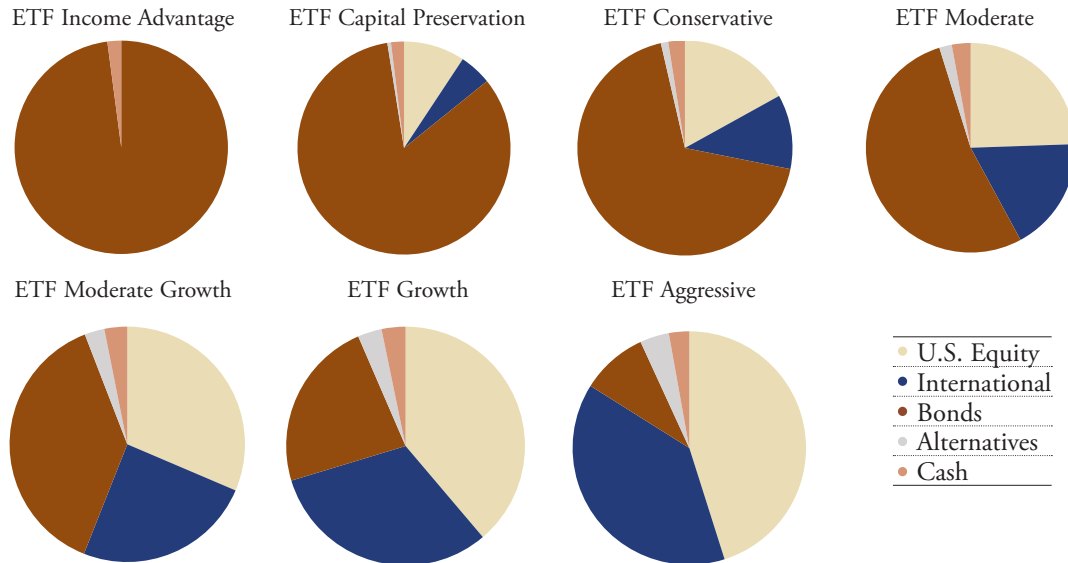 ETF Income Advantage
ETF Capital Preservation
ETF Conservative
ETF Moderate
ETF Moderate Growth
ETF Growth
ETF Aggressive
U.S. Equity
International
Bonds
Alternatives
Cash